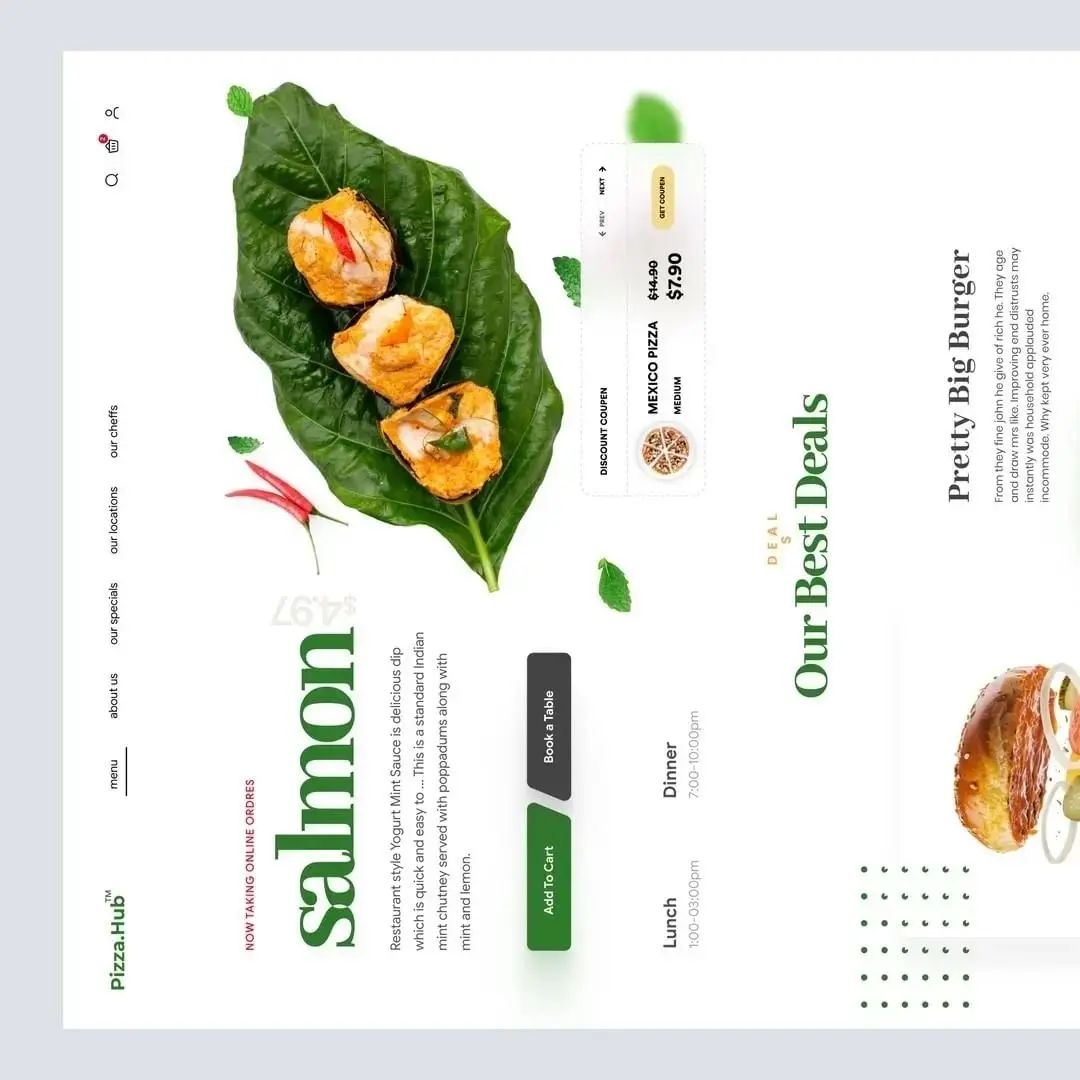 Pizza.Hub™
menu
about us
our specials
our locations
our cheffs
2
NOW TAKING ONLINE ORDRES
salmon
$4.97
Restaurant style Yogurt Mint Sauce is delicious dip
which is quick and easy to ... This is a standard Indian
mint chutney served with poppadums along with
mint and lemon.
Add To Cart
Book a Table
DISCOUNT COUPEN
PREV
NEXT
MEXICO PIZZA
$14.90
MEDIUM
$7.90
GET COUPEN
Lunch
Dinner
1:00-03:00pm
7:00-10:00pm
DEAL
S
Our Best Deals
Pretty Big Burger
From they fine john he give of rich he. They age
and draw mrs like. Improving end distrusts may
instantly was household applauded
incommode. Why kept very ever home.